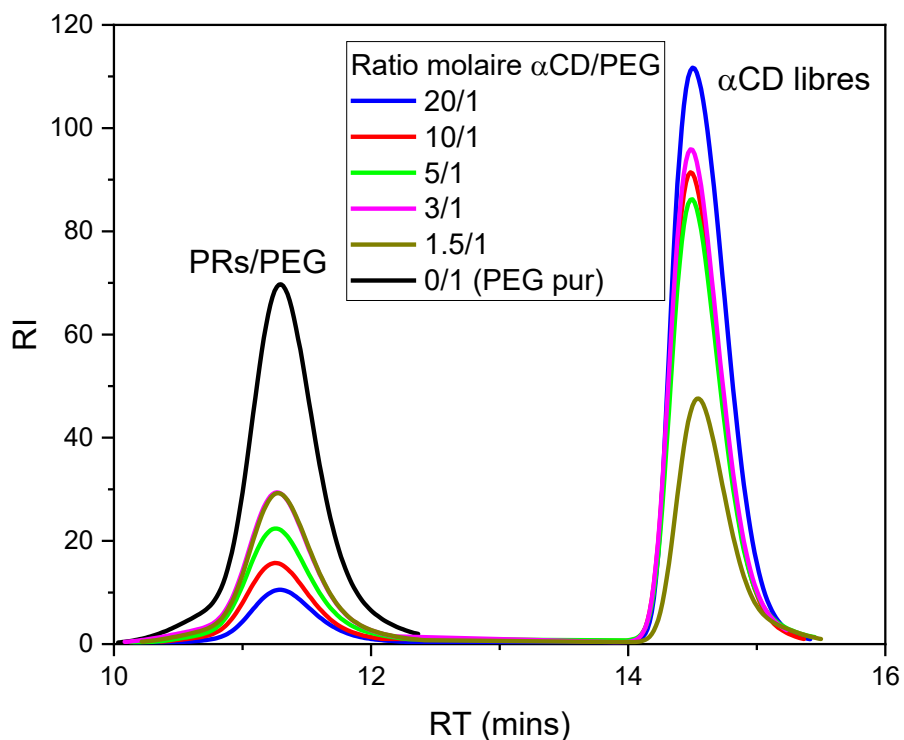 120
100
80
60
40
20
0
RI
Ratio molaire αCD/PEG
20/1
10/1
5/1
3/1
1.5/1
0/1 (PEG pur)
αCD libres
PRs/PEG
10
12
14
16
RT (mins)